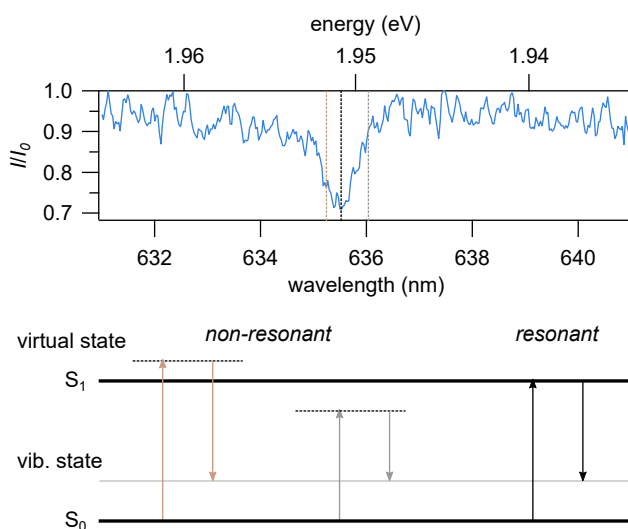 energy (eV)
1.96 1.95 1.94
1.0
0.9
0.8
0.7
I/I0
632 634 636 638 640
wavelength (nm)
non-resonant resonant
virtual state
S1
vib. state
S0